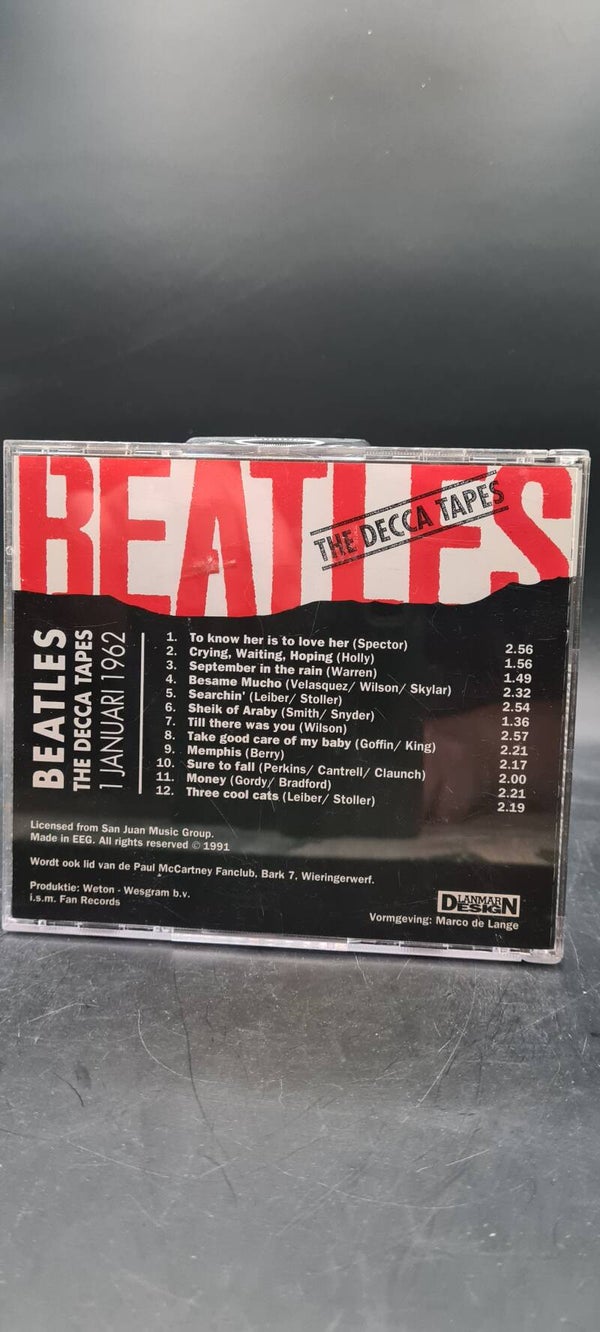 BEATLES
THE DECCA TAPES
BEATLES
THE DECCA TAPES
1 JANUARI 1962
1. To know her is to love her (Spector) 2.56
2. Crying, Waiting, Hoping (Holly) 1.56
3. September in the rain (Warren) 1.49
4. Besame Mucho (Velasquez/ Wilson/ Skylar) 2.32
5. Searchin' (Leiber/ Stoller) 2.54
6. Sheik of Araby (Smith/ Snyder) 1.36
7. Till there was you (Wilson) 2.57
8. Take good care of my baby (Goffin/ King) 2.21
9. Memphis (Berry) 2.17
10. Sure to fall (Perkins/ Cantrell/ Claunch) 2.00
11. Money (Gordy/ Bradford) 2.21
12. Three cool cats (Leiber/ Stoller) 2.19
Licensed from San Juan Music Group.
Made in EEG. All rights reserved © 1991
Wordt ook lid van de Paul McCartney Fanclub, Bark 7, Wieringerwerf.
Produktie: Weton - Wesgram b.v.
i.s.m. Fan Records
LANMAR
DESIGN
Vormgeving: Marco de Lange